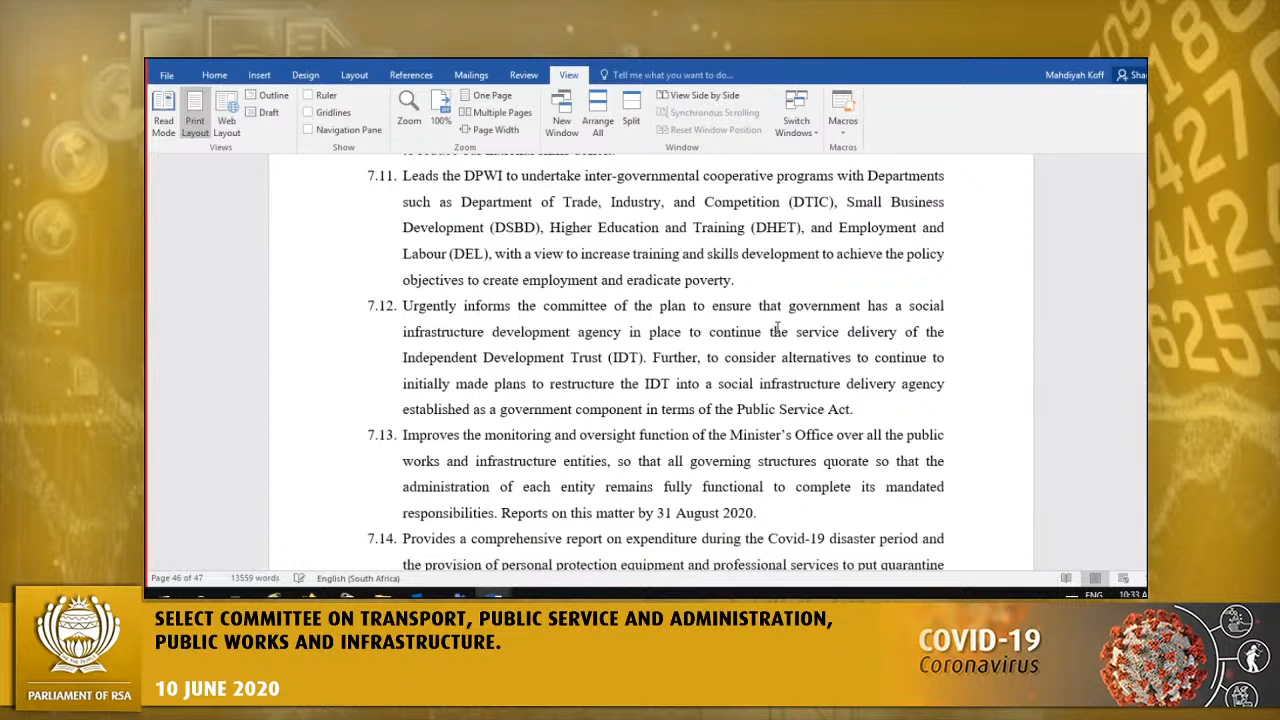 File Home Insert Design Layout References Mailings Review View Tell me what you want to do... Mahdiyah Koff
Read Mode
Print Layout
Web Layout
Outline
Draft
Views
Ruler
Gridlines
Navigation Pane
Show
Zoom
100%
One Page
Multiple Pages
Page Width
Zoom
New Window
Arrange All
Split
View Side by Side
Synchronous Scrolling
Reset Window Position
Window
Switch Windows
Macros
Macros
7.11. Leads the DPWI to undertake inter-governmental cooperative programs with Departments
such as Department of Trade, Industry, and Competition (DTIC), Small Business
Development (DSBD), Higher Education and Training (DHET), and Employment and
Labour (DEL), with a view to increase training and skills development to achieve the policy
objectives to create employment and eradicate poverty.
7.12. Urgently informs the committee of the plan to ensure that government has a social
infrastructure development agency in place to continue the service delivery of the
Independent Development Trust (IDT). Further, to consider alternatives to continue to
initially made plans to restructure the IDT into a social infrastructure delivery agency
established as a government component in terms of the Public Service Act.
7.13. Improves the monitoring and oversight function of the Minister's Office over all the public
works and infrastructure entities, so that all governing structures quorate so that the
administration of each entity remains fully functional to complete its mandated
responsibilities. Reports on this matter by 31 August 2020.
7.14. Provides a comprehensive report on expenditure during the Covid-19 disaster period and
the provision of personal protection equipment and professional services to put quarantine
Page 46 of 47 13559 words English (South Africa)
ENG
SELECT COMMITTEE ON TRANSPORT, PUBLIC SERVICE AND ADMINISTRATION,
PUBLIC WORKS AND INFRASTRUCTURE.
10 JUNE 2020
PARLIAMENT OF RSA
COVID-19
Coronavirus